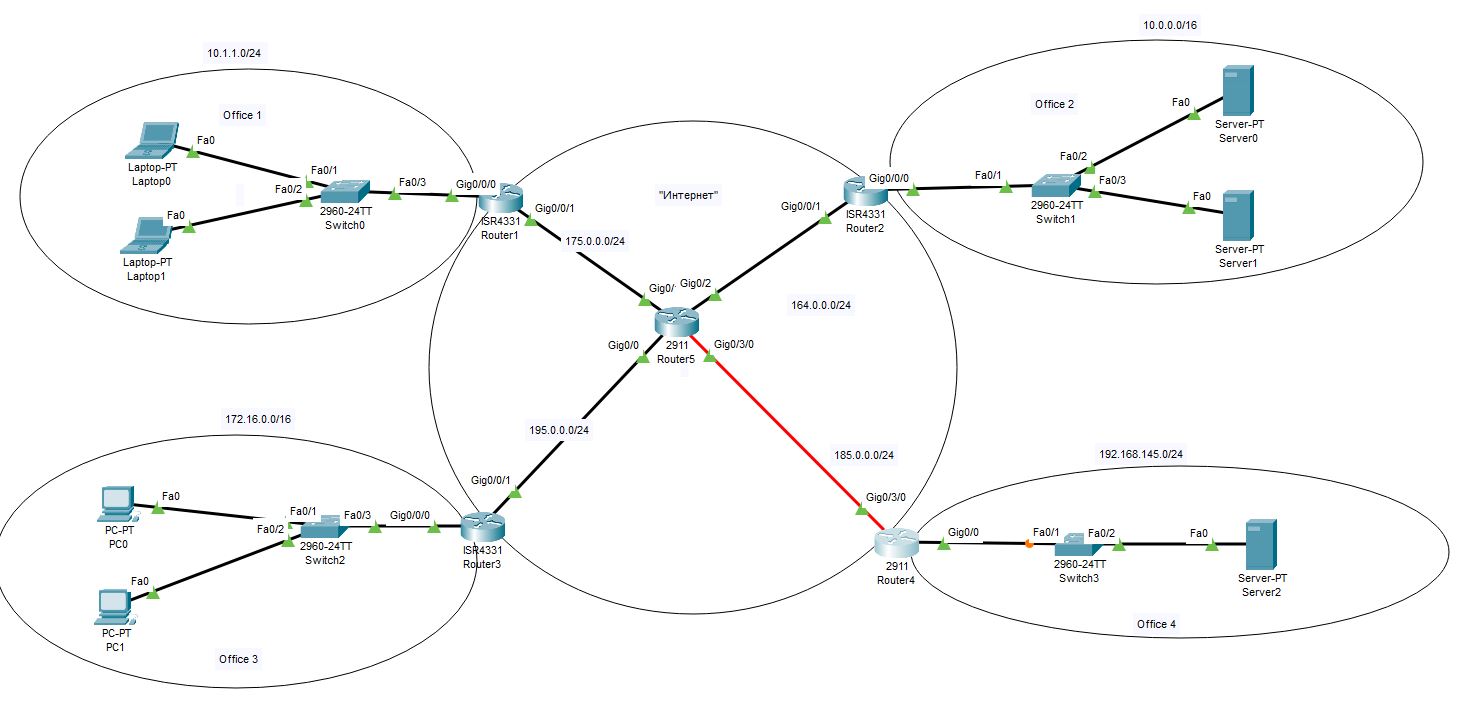 10.1.1.0/24
Office 1
Fa0
Laptop-PT
Laptop0
Fa0/1
Fa0/2
Fa0/3
Gig0/0/0
2960-24TT
Switch0
Fa0
Laptop-PT
Laptop1
ISR4331
Router1
Gig0/0/1
175.0.0.0/24
"Интернет"
10.0.0.0/16
Office 2
Fa0
Server-PT
Server0
Gig0/0/0
Fa0/1
Fa0/2
Fa0/3
2960-24TT
Switch1
Fa0
Server-PT
Server1
Gig0/0/1
ISR4331
Router2
Gig0/
Gig0/2
164.0.0.0/24
2911
Router5
Gig0/0
Gig0/3/0
195.0.0.0/24
185.0.0.0/24
172.16.0.0/16
Fa0
PC-PT
PC0
Fa0/1
Fa0/2
Fa0/3
Gig0/0/0
2960-24TT
Switch2
Gig0/0/1
ISR4331
Router3
Fa0
PC-PT
PC1
Office 3
192.168.145.0/24
Gig0/3/0
2911
Router4
Gig0/0
Fa0/1
Fa0/2
2960-24TT
Switch3
Fa0
Server-PT
Server2
Office 4